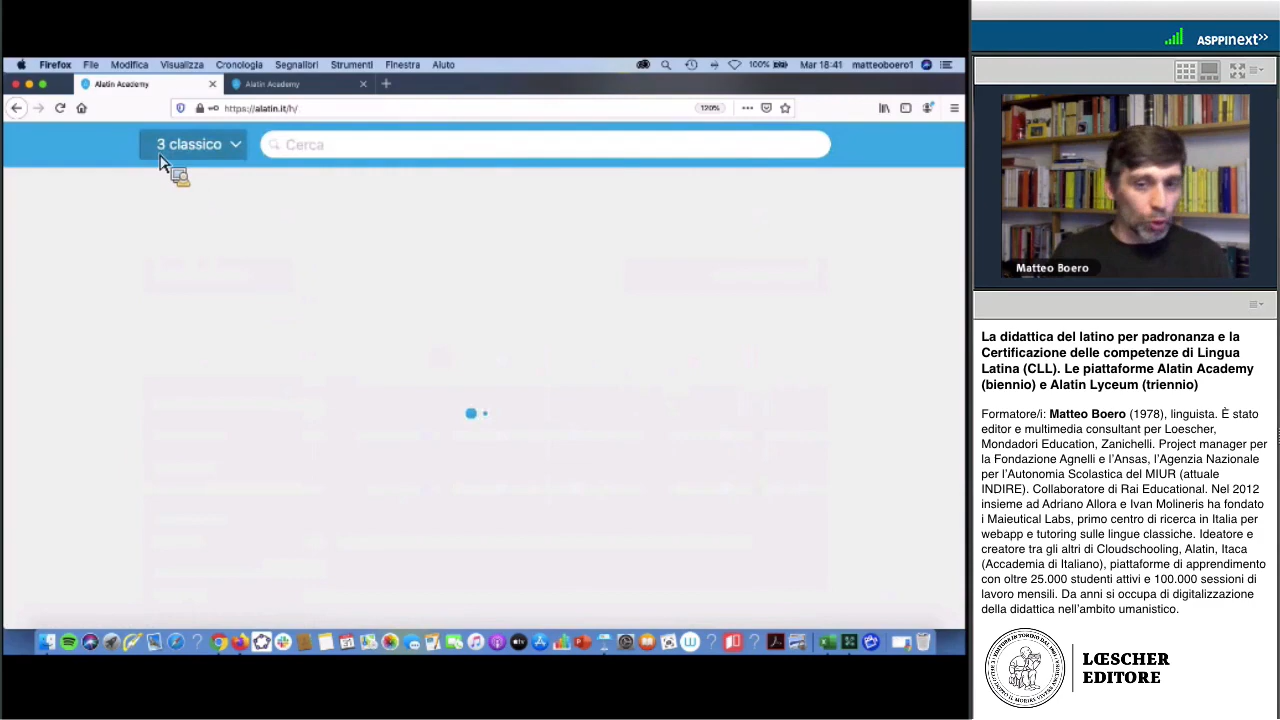 Firefox File Modifica Visualizza Cronologia Segnalibri Strumenti Finestra Aiuto 100% Mar 18:41 matteoboero1
Alatin Academy
Alatin Academy
https://alatin.it/h/
120%
3 classico
Cerca
ASPPInext>>
Matteo Boero
La didattica del latino per padronanza e la
Certificazione delle competenze di Lingua
Latina (CLL). Le piattaforme Alatin Academy
(biennio) e Alatin Lyceum (triennio)
Formatore/i: Matteo Boero (1978), linguista. È stato
editor e multimedia consultant per Loescher,
Mondadori Education, Zanichelli. Project manager per
la Fondazione Agnelli e l'Ansas, l'Agenzia Nazionale
per l'Autonomia Scolastica del MIUR (attuale
INDIRE). Collaboratore di Rai Educational. Nel 2012
insieme ad Adriano Allora e Ivan Molineris ha fondato
i Maieutical Labs, primo centro di ricerca in Italia per
webapp e tutoring sulle lingue classiche. Ideatore e
creatore tra gli altri di Cloudschooling, Alatin, Itaca
(Accademia di Italiano), piattaforme di apprendimento
con oltre 25.000 studenti attivi e 100.000 sessioni di
lavoro mensili. Da anni si occupa di digitalizzazione
della didattica nell'ambito umanistico.
LŒSCHER
EDITORE